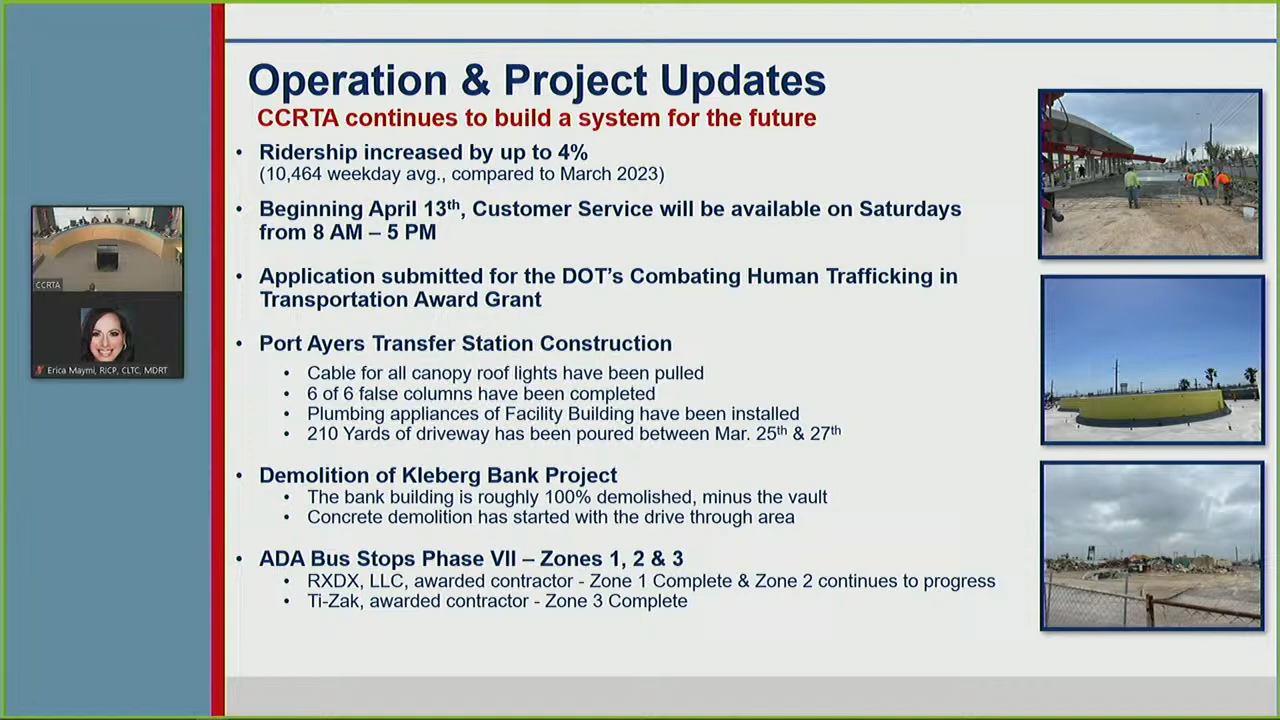 Operation & Project Updates
CCRTA continues to build a system for the future
• Ridership increased by up to 4%
(10,464 weekday avg., compared to March 2023)
• Beginning April 13th, Customer Service will be available on Saturdays
from 8 AM – 5 PM
• Application submitted for the DOT's Combating Human Trafficking in
Transportation Award Grant
• Port Ayers Transfer Station Construction
• Cable for all canopy roof lights have been pulled
• 6 of 6 false columns have been completed
• Plumbing appliances of Facility Building have been installed
• 210 Yards of driveway has been poured between Mar. 25th & 27th
• Demolition of Kleberg Bank Project
• The bank building is roughly 100% demolished, minus the vault
• Concrete demolition has started with the drive through area
• ADA Bus Stops Phase VII – Zones 1, 2 & 3
• RXDX, LLC, awarded contractor - Zone 1 Complete & Zone 2 continues to progress
• Ti-Zak, awarded contractor - Zone 3 Complete
CCRTA
Erica Maymi, RICP, CLTC, MDRT